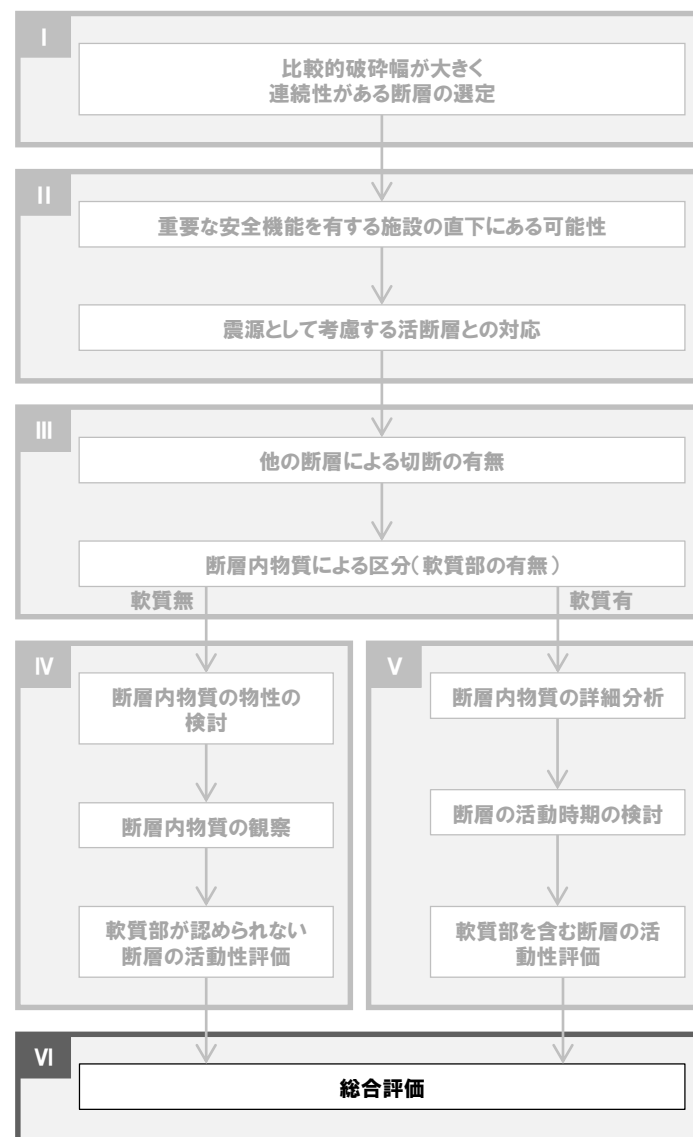 I
比較的破砕幅が大きく
連続性がある断層の選定
II
重要な安全機能を有する施設の直下にある可能性
震源として考慮する活断層との対応
III
他の断層による切断の有無
断層内物質による区分(軟質部の有無)
軟質無
軟質有
IV
断層内物質の物性の
検討
断層内物質の観察
軟質部が認められない
断層の活動性評価
V
断層内物質の詳細分析
断層の活動時期の検討
軟質部を含む断層の活
動性評価
VI
総合評価